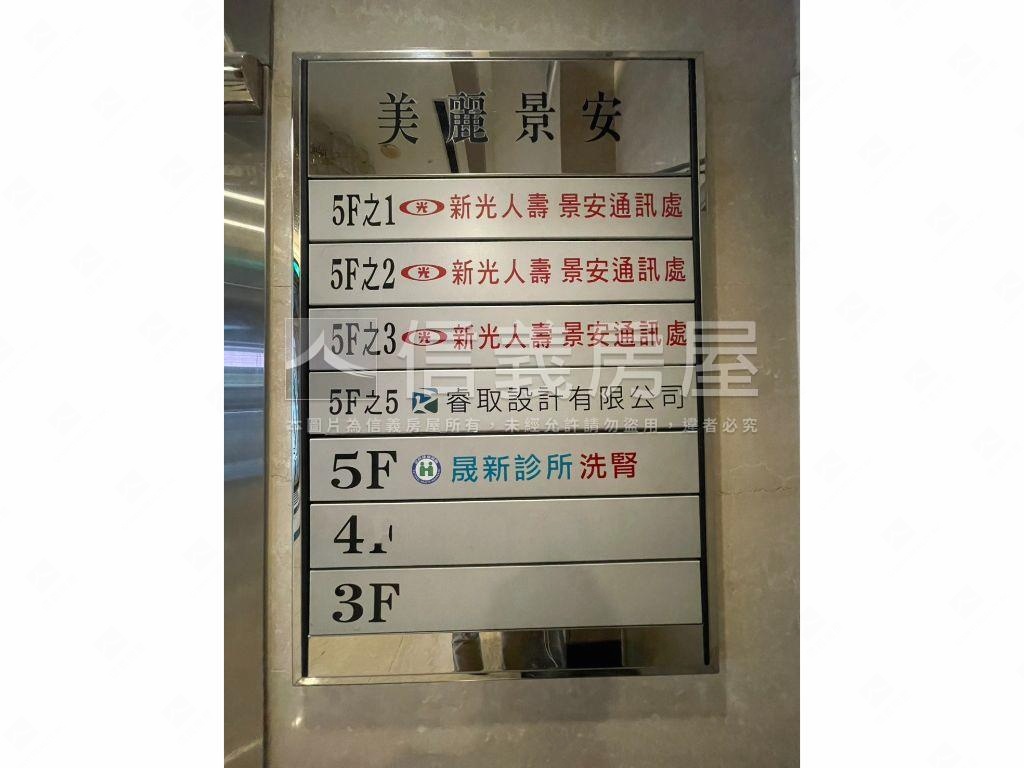 美麗景安
5F之1 光 新光人壽 景安通訊處
5F之2 光 新光人壽 景安通訊處
5F之3 光 新光人壽 景安通訊處
信義房屋
5F之5 睿取設計有限公司
本圖片為信義房屋所有，未經允許請勿盜用，違者必究
5F 晟新診所 洗腎
4F
3F